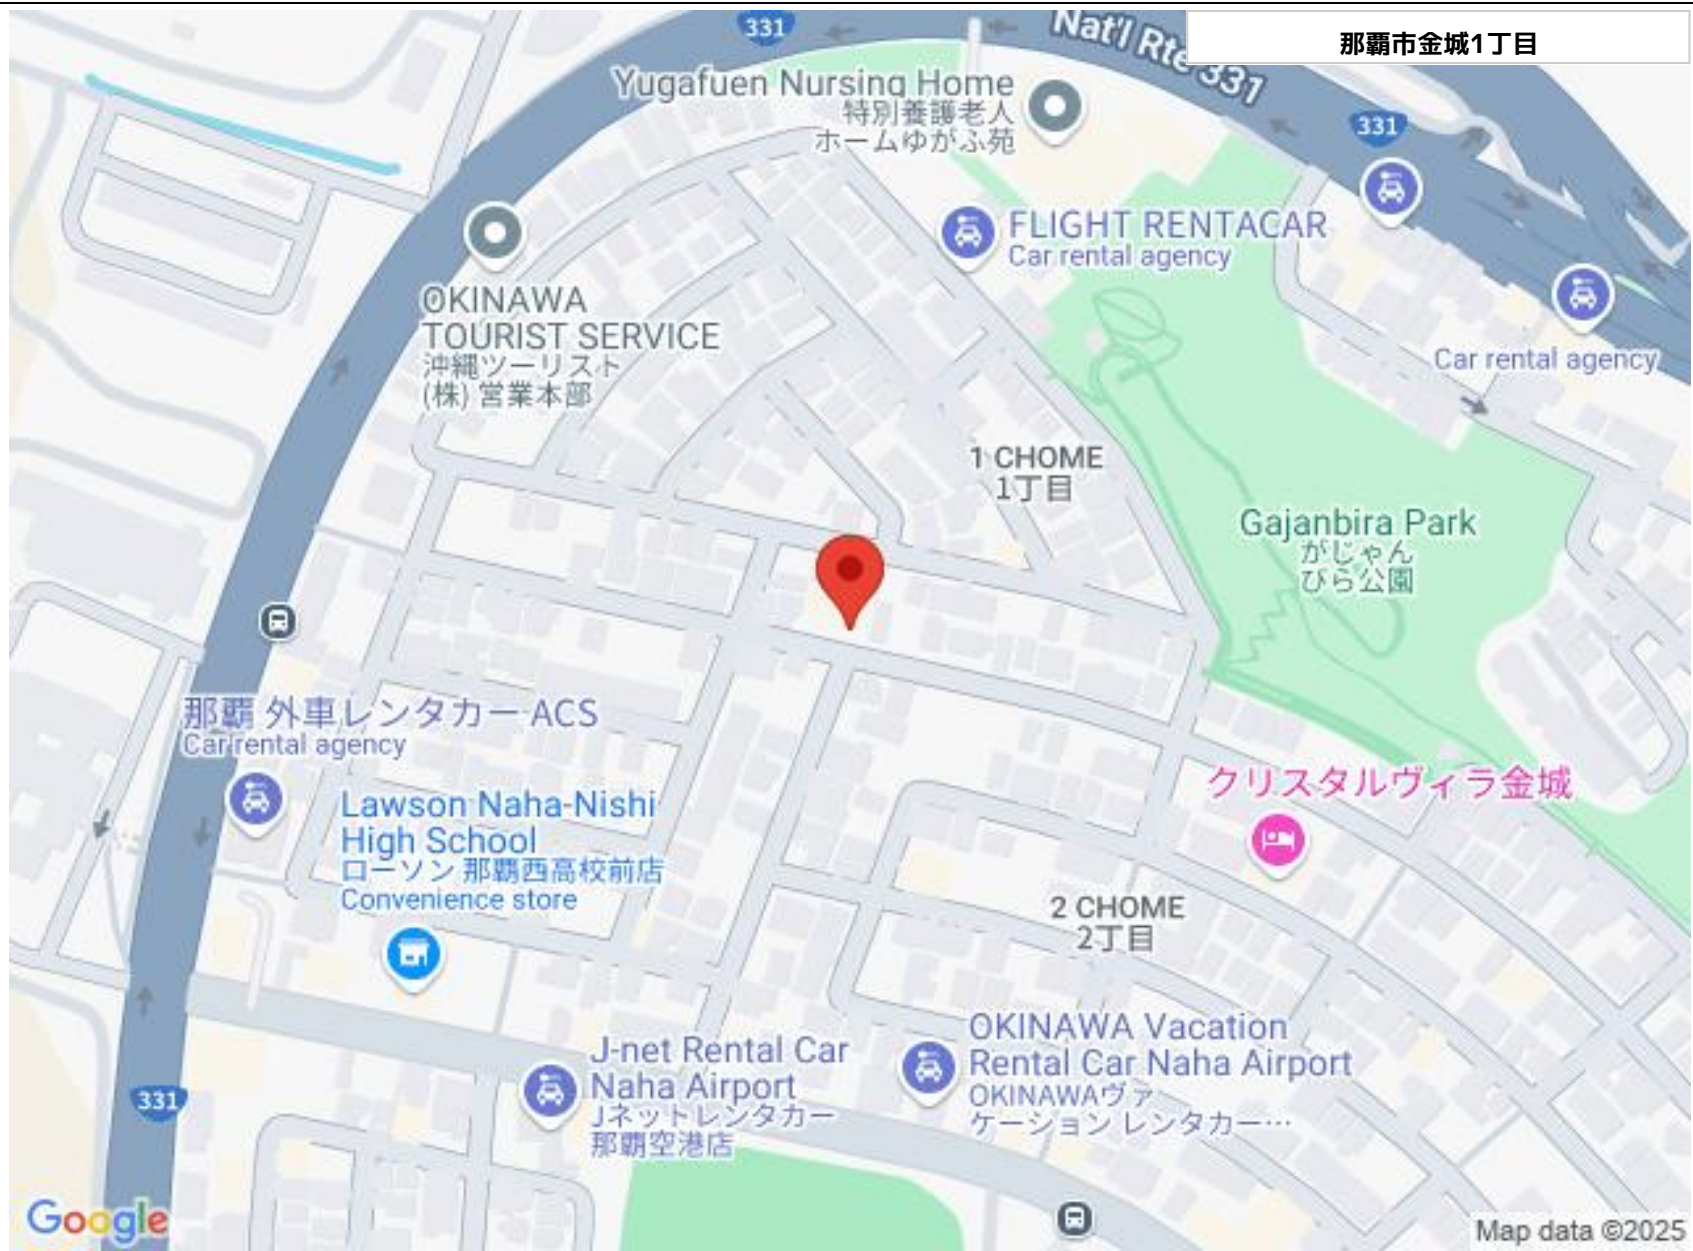 那覇市金城1丁目
331
Nat'l Rte 331
Yugafuen Nursing Home
特別養護老人
ホームゆがふ苑
331
FLIGHT RENTACAR
Car rental agency
OKINAWA
TOURIST SERVICE
沖縄ツーリスト
(株) 営業本部
Car rental agency
1 CHOME
1丁目
Gajanbira Park
がじゃん
びら公園
那覇 外車レンタカー ACS
Car rental agency
クリスタルヴィラ金城
Lawson Naha-Nishi
High School
ローソン 那覇西高校前店
Convenience store
2 CHOME
2丁目
OKINAWA Vacation
Rental Car Naha Airport
OKINAWAヴァ
ケーション レンタカー…
J-net Rental Car
Naha Airport
Jネットレンタカー
那覇空港店
331
Google
Map data ©2025